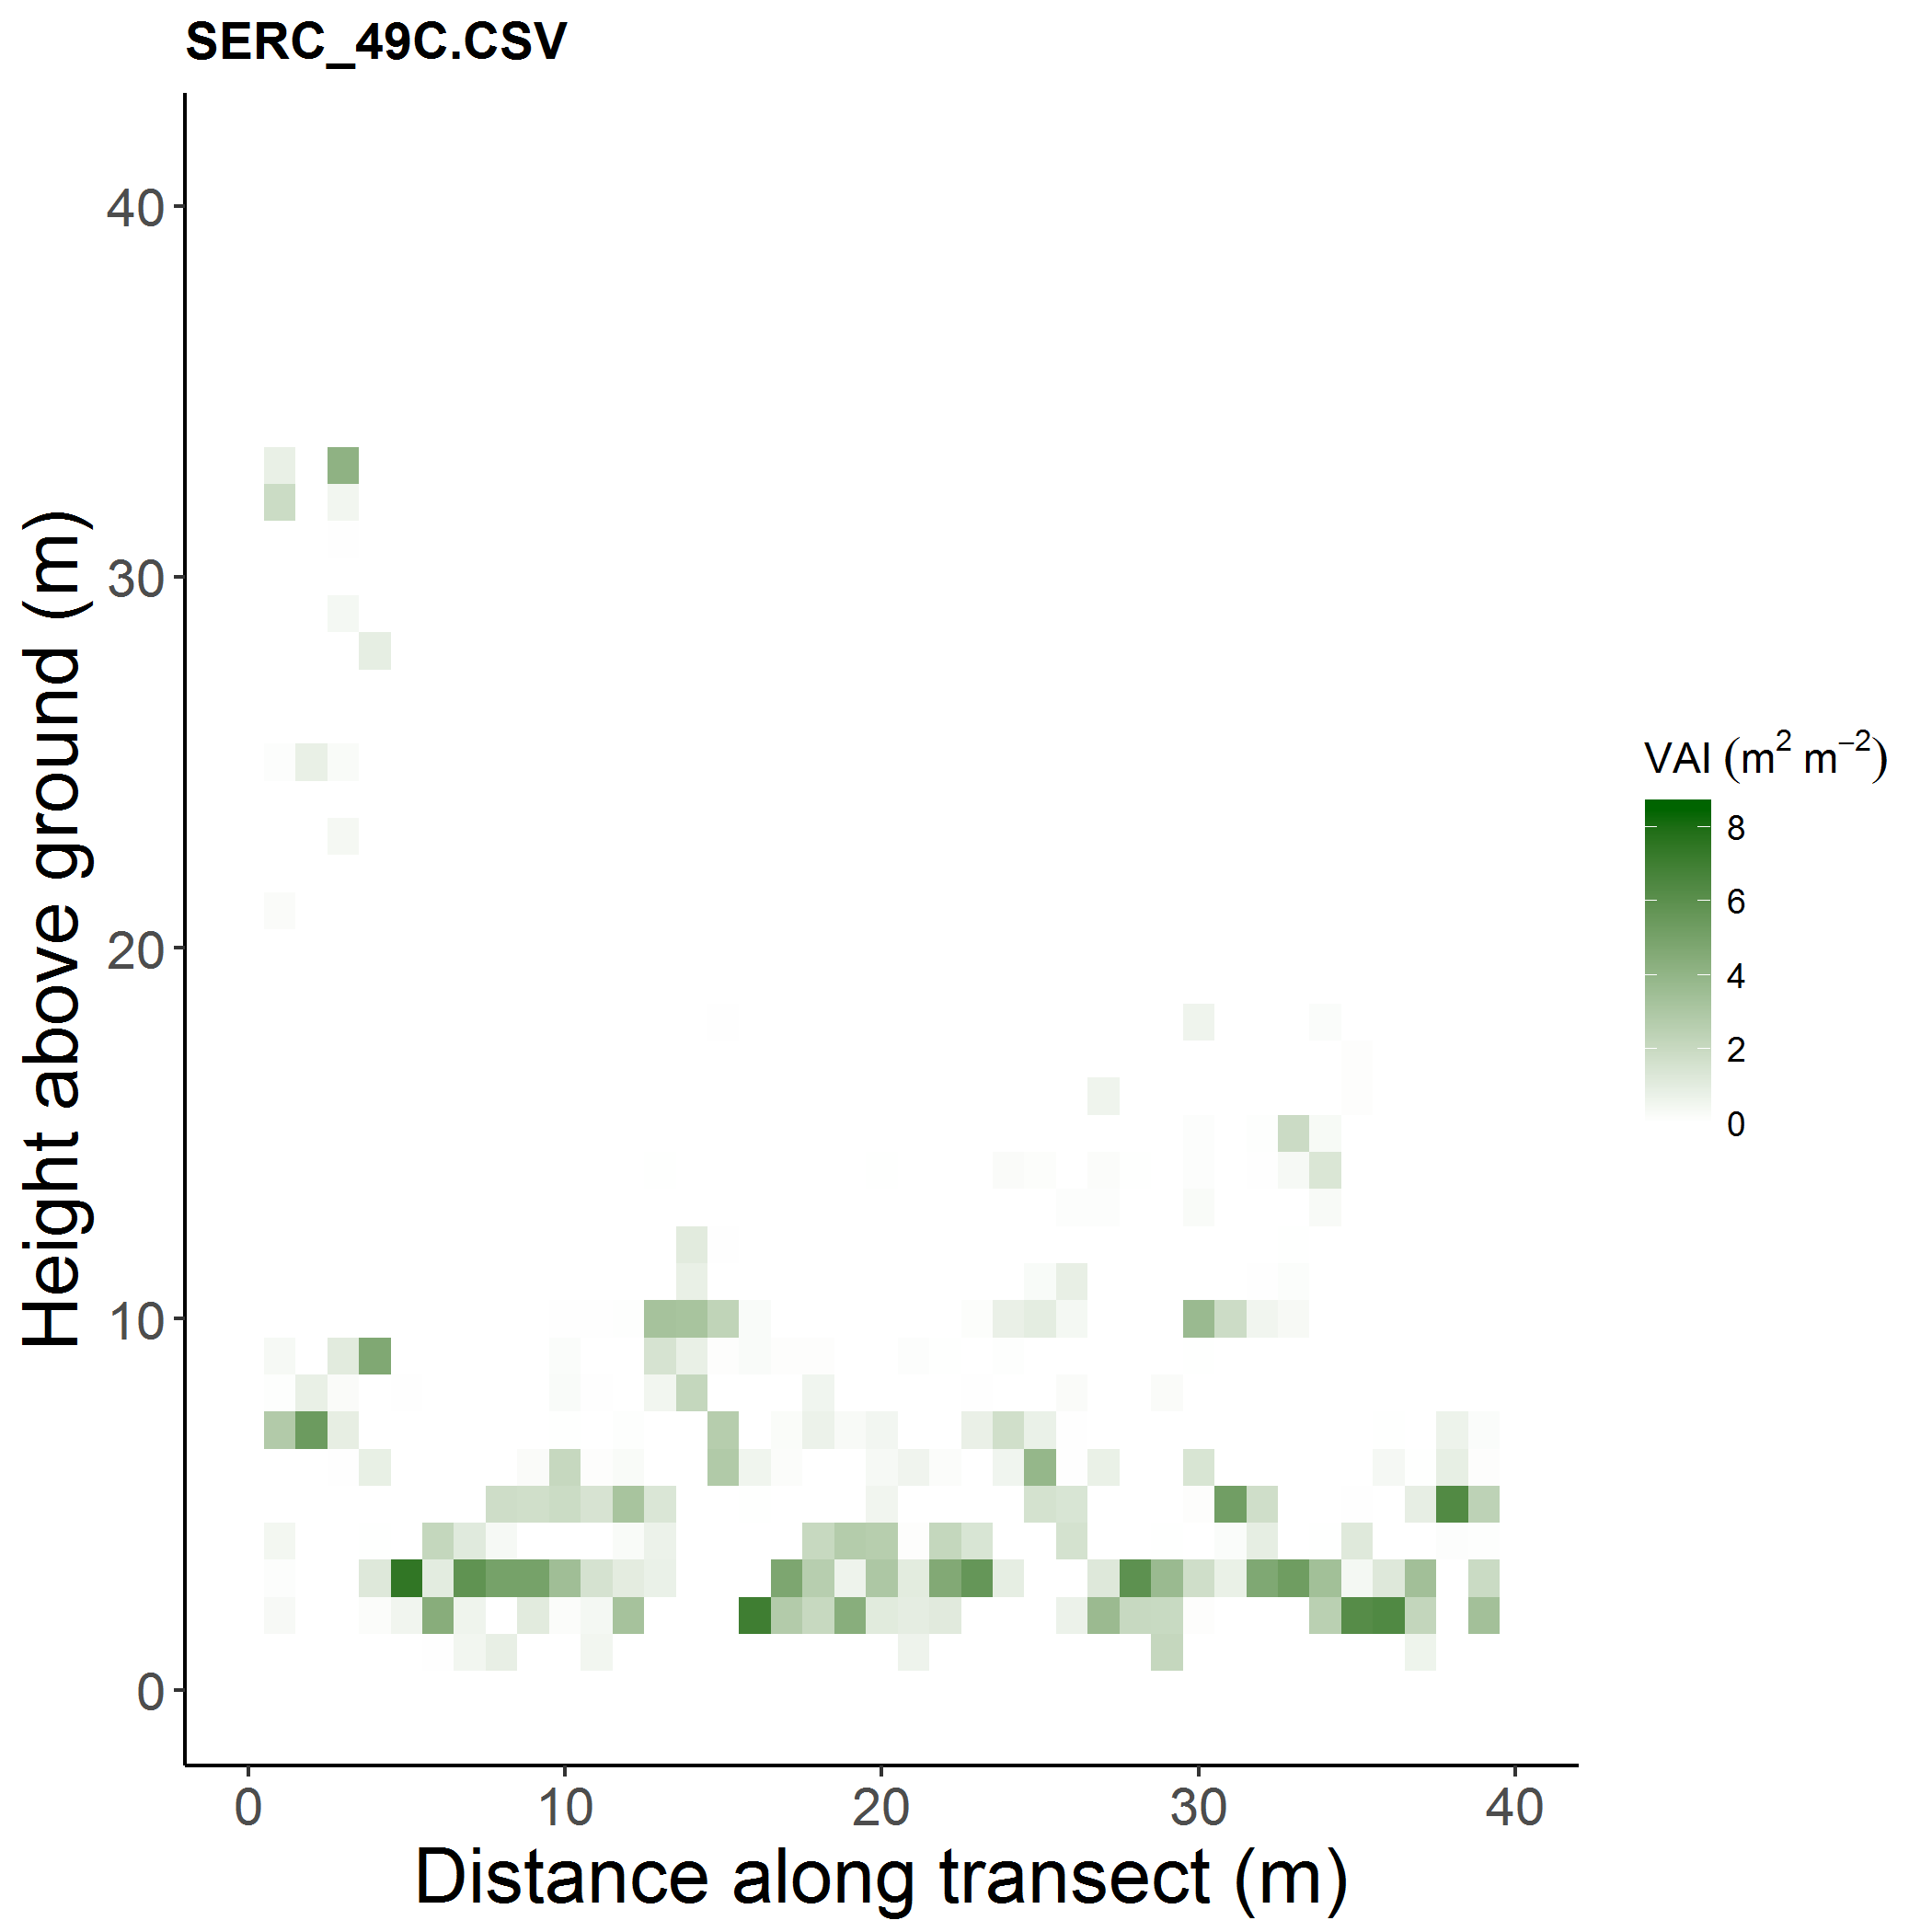 SERC_49C.CSV
40
30
20
10
0
Height above ground (m)
0 10 20 30 40
Distance along transect (m)
VAI (m² m⁻²)
8
6
4
2
0